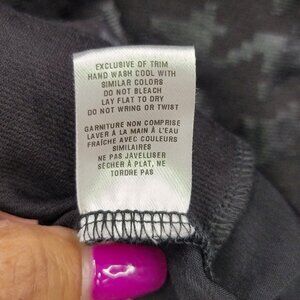 EXCLUSIVE OF TRIM
HAND WASH COOL WITH
SIMILAR COLORS
DO NOT BLEACH
LAY FLAT TO DRY
DO NOT WRING OR TWIST
GARNITURE NON COMPRISE
LAVER À LA MAIN À L'EAU
FRAÎCHE AVEC COULEURS
SIMILAIRES
NE PAS JAVELLISER
SÉCHER À PLAT, NE
TORDRE PAS